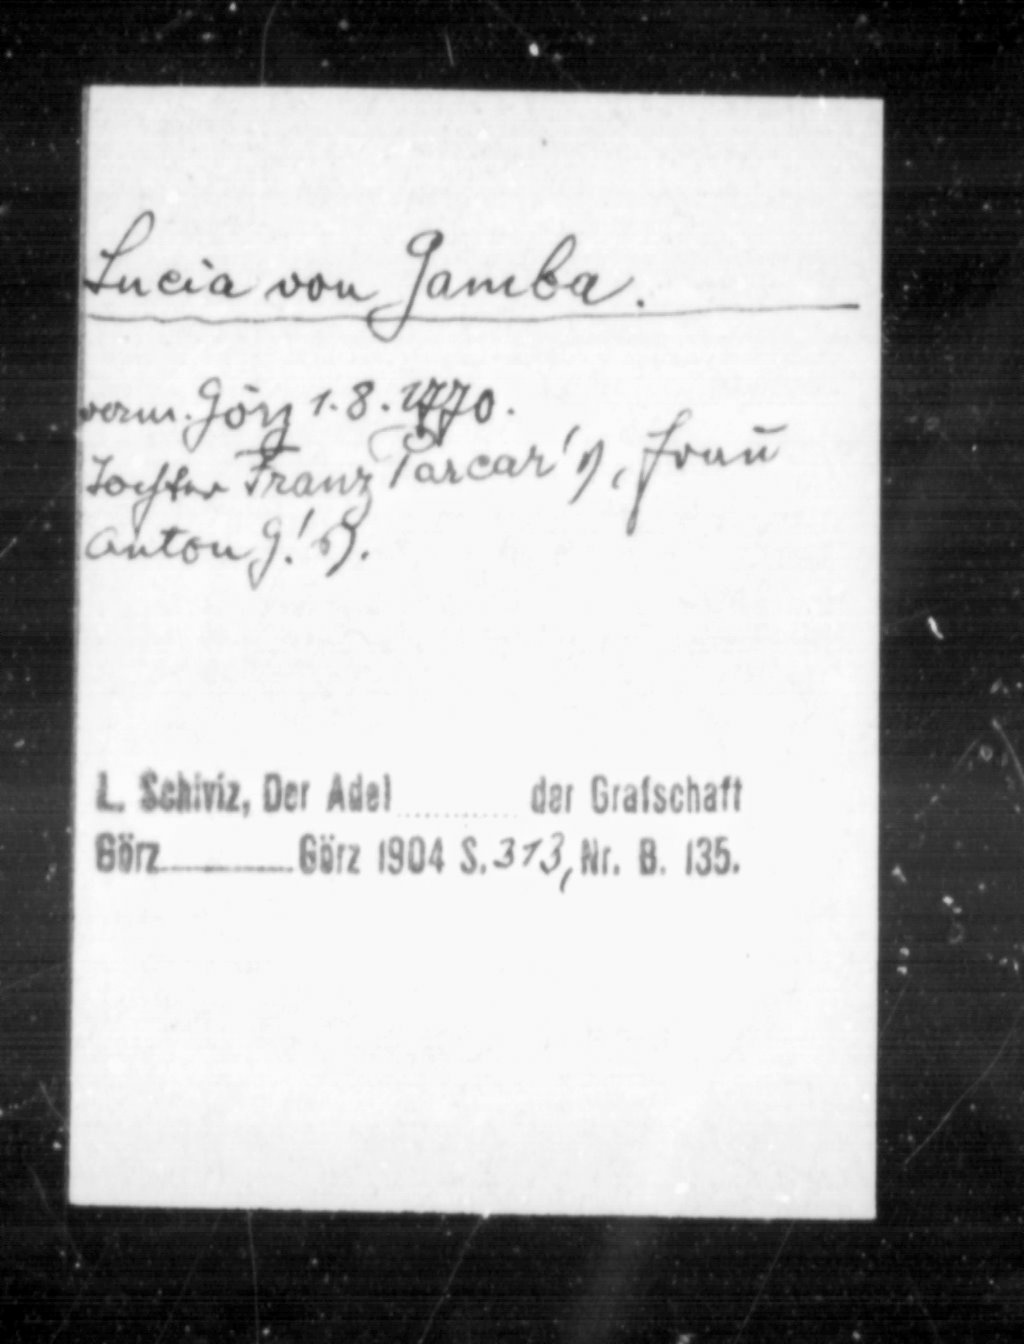 Lucia von Gamba.
verm. Görz 1.8.1770.
Tochter Franz Parcar's, Frau
Anton G.'s.
L. Schiviz, Der Adel .......... der Grafschaft
Görz.............Görz 1904 S. 313, Nr. B. 135.